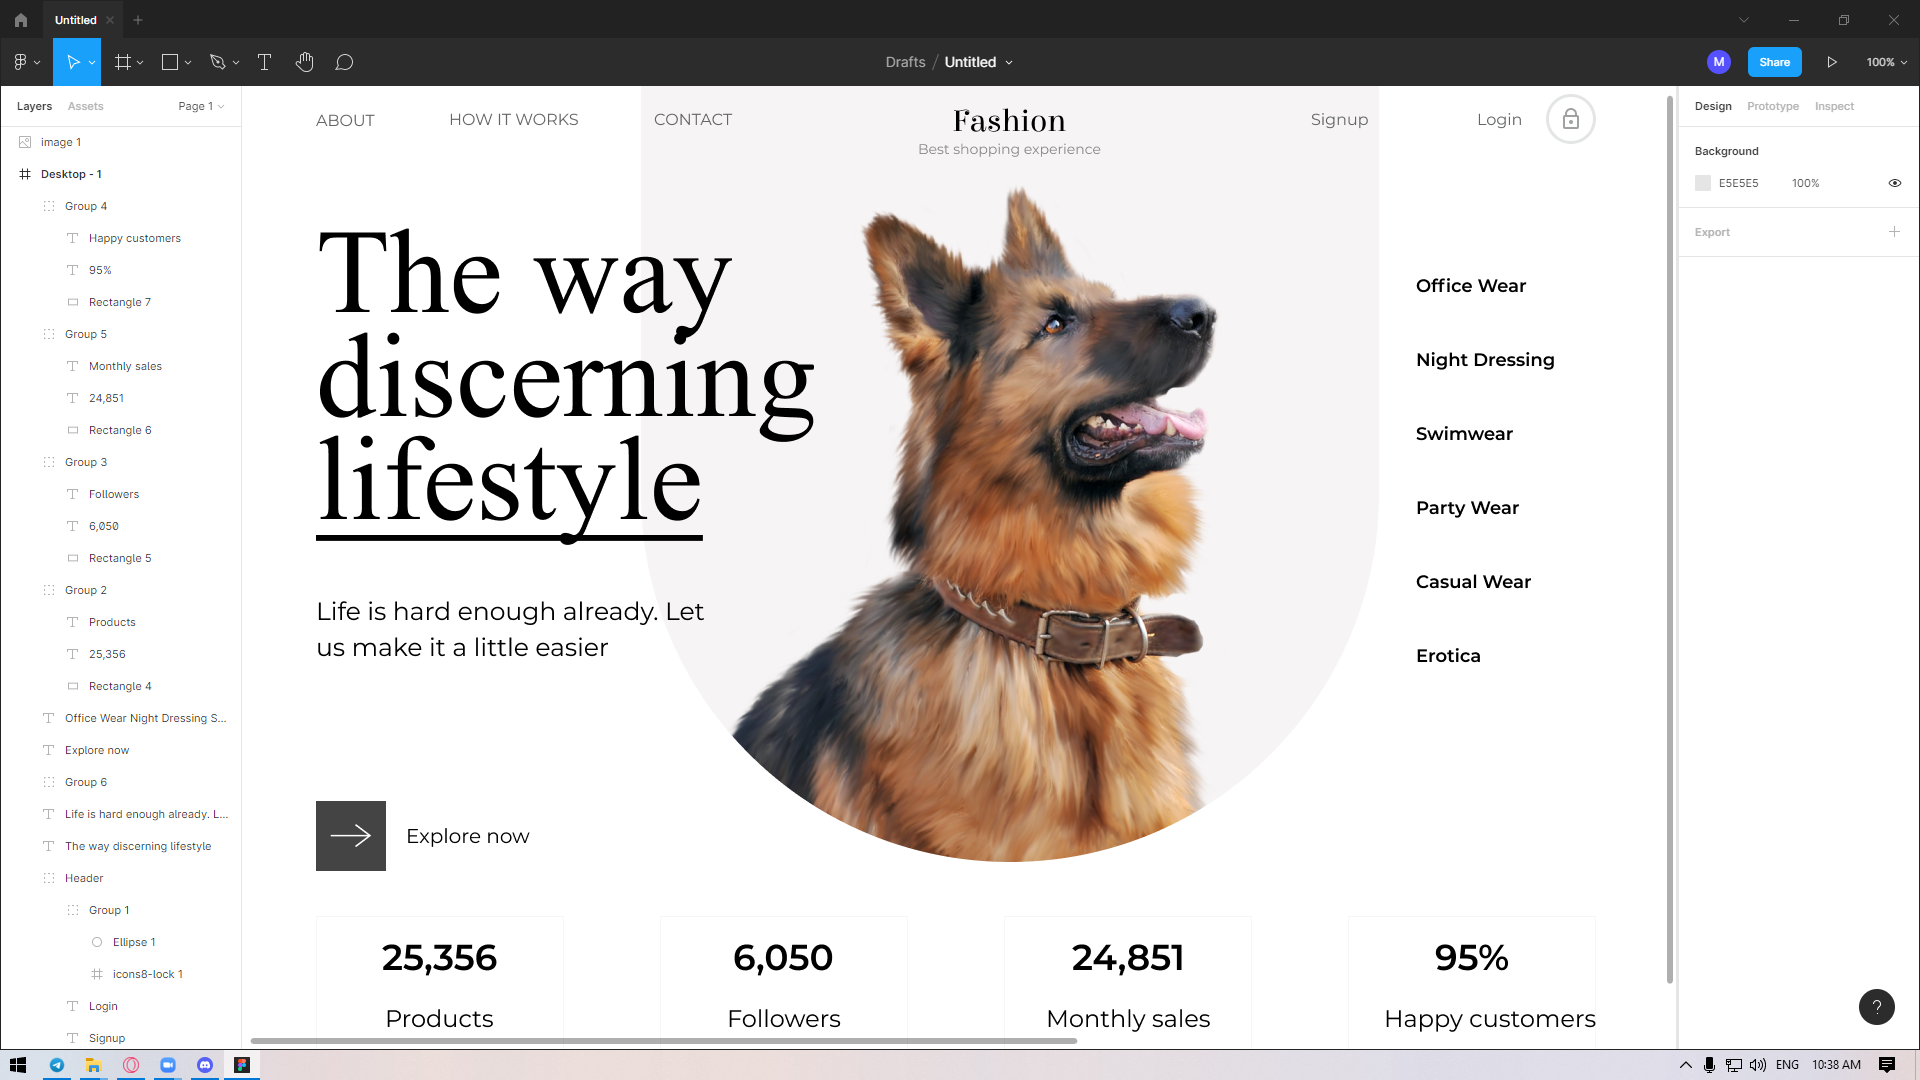 Untitled
Drafts / Untitled
M
Share
100%
Layers
Assets
Page 1
image 1
Desktop - 1
Group 4
Happy customers
95%
Rectangle 7
Group 5
Monthly sales
24,851
Rectangle 6
Group 3
Followers
6,050
Rectangle 5
Group 2
Products
25,356
Rectangle 4
Office Wear Night Dressing S...
Explore now
Group 6
Life is hard enough already. L...
The way discerning lifestyle
Header
Group 1
Ellipse 1
icons8-lock 1
Login
Signup
ABOUT
HOW IT WORKS
CONTACT
Fashion
Best shopping experience
Signup
Login
The way
discerning
lifestyle
Life is hard enough already. Let
us make it a little easier
Explore now
Office Wear
Night Dressing
Swimwear
Party Wear
Casual Wear
Erotica
25,356
Products
6,050
Followers
24,851
Monthly sales
95%
Happy customers
Design
Prototype
Inspect
Background
E5E5E5
100%
Export
?
ENG
10:38 AM